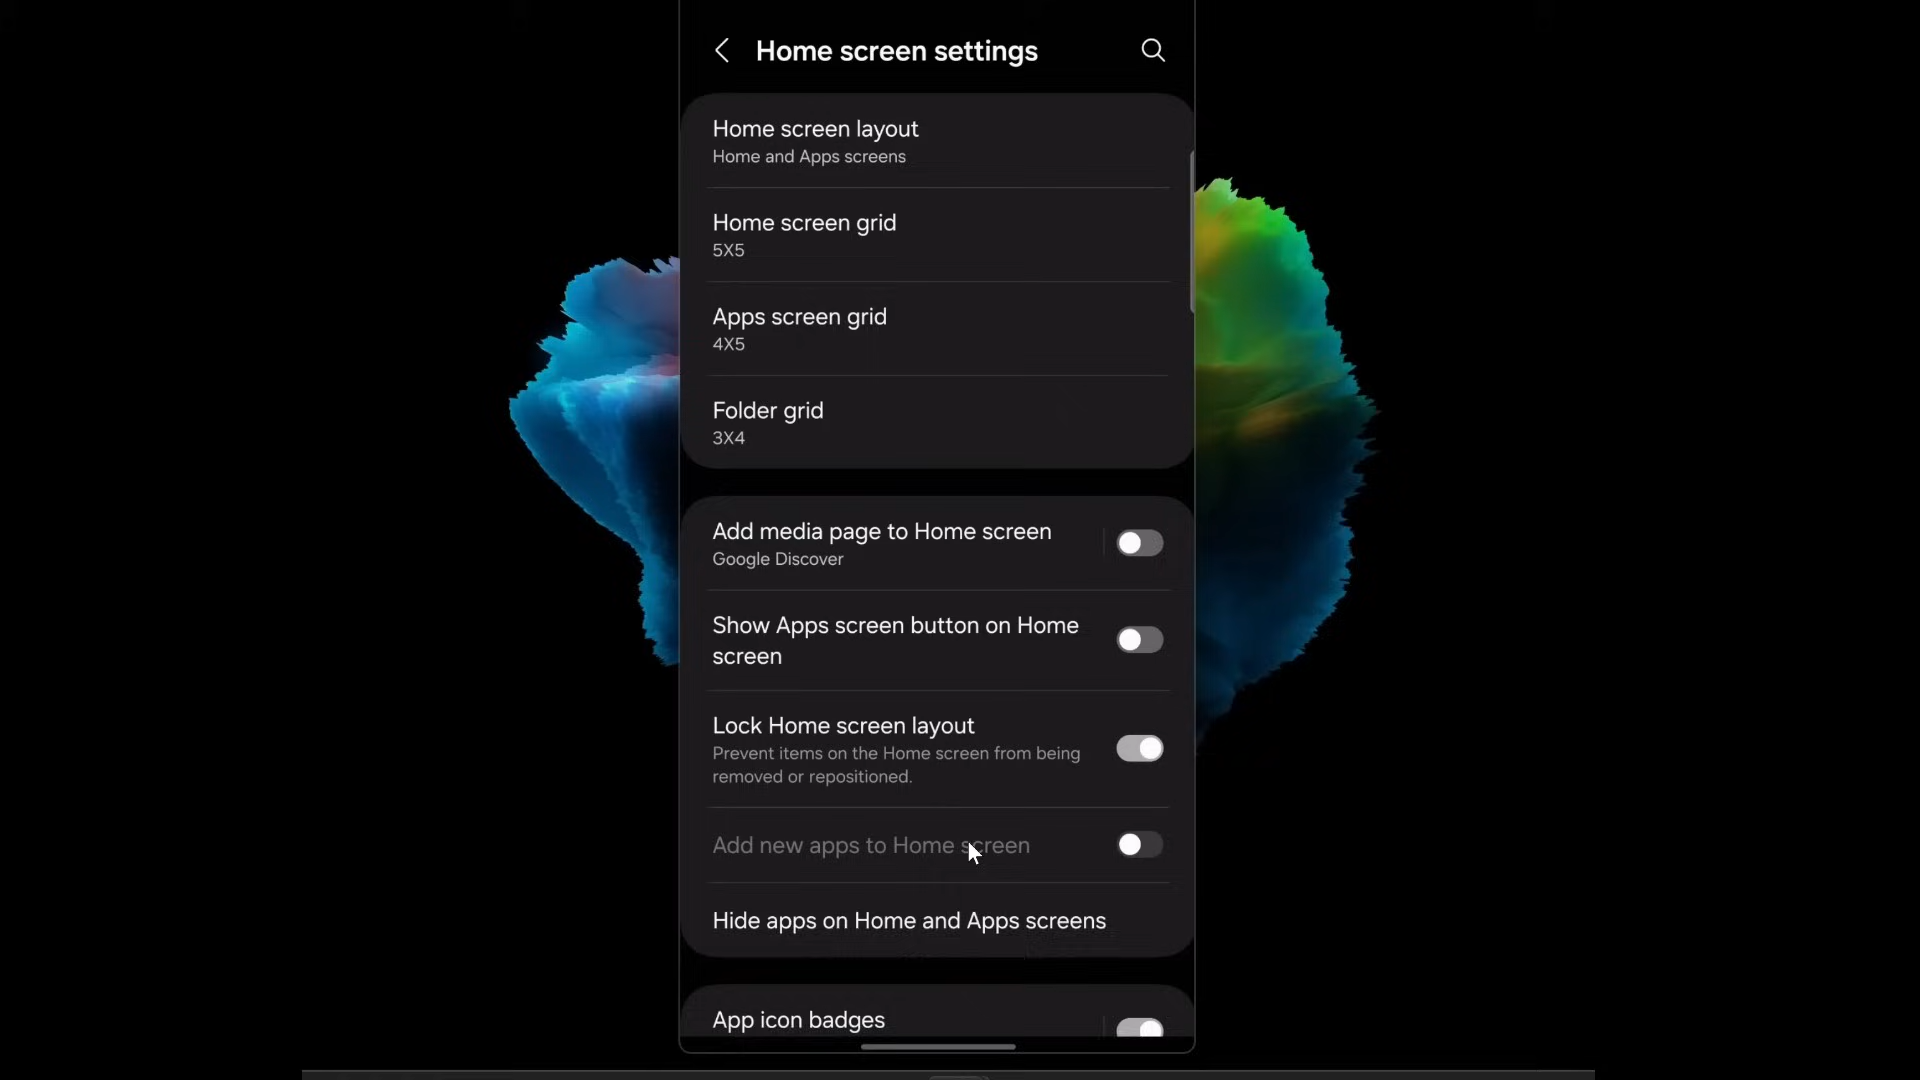 Home screen settings
Home screen layout
Home and Apps screens
Home screen grid
5X5
Apps screen grid
4X5
Folder grid
3X4
Add media page to Home screen
Google Discover
Show Apps screen button on Home
screen
Lock Home screen layout
Prevent items on the Home screen from being
removed or repositioned.
Add new apps to Home screen
Hide apps on Home and Apps screens
App icon badges